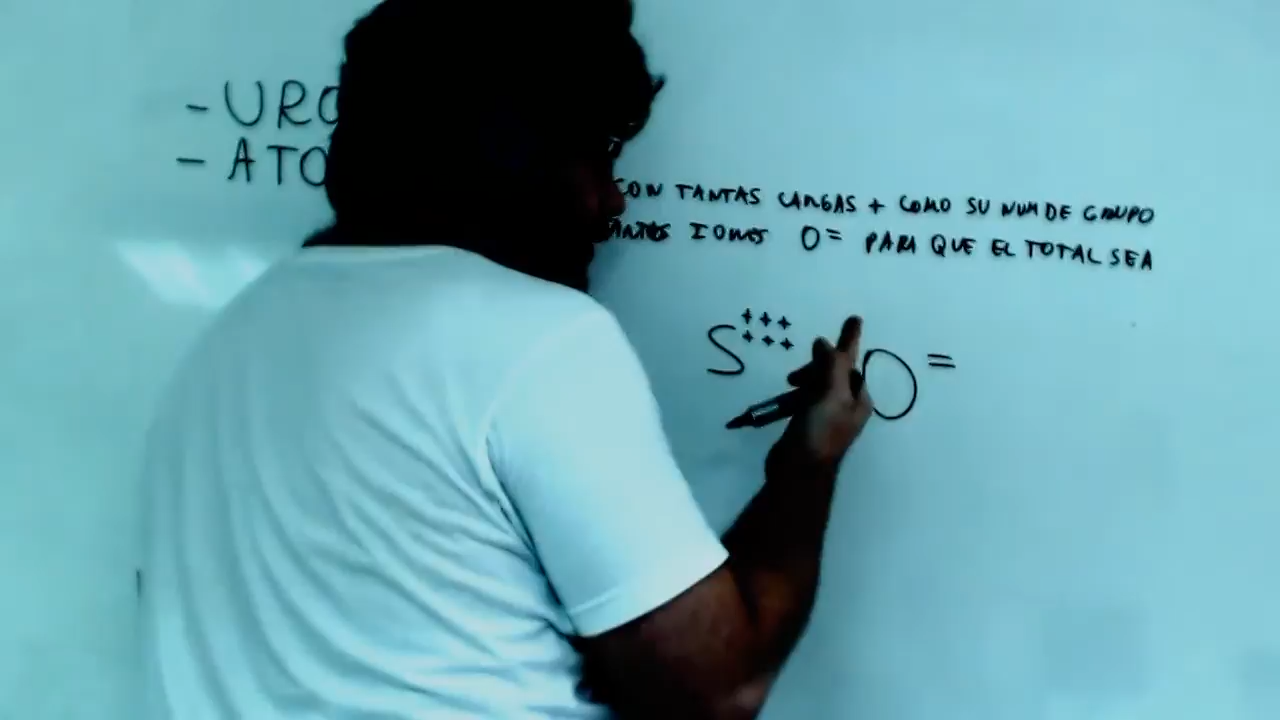 - URO
- ATO
CON TANTAS CARGAS + COMO SU NUM DE GRUPO
IONES O= PARA QUE EL TOTAL SEA
S++++++ O=